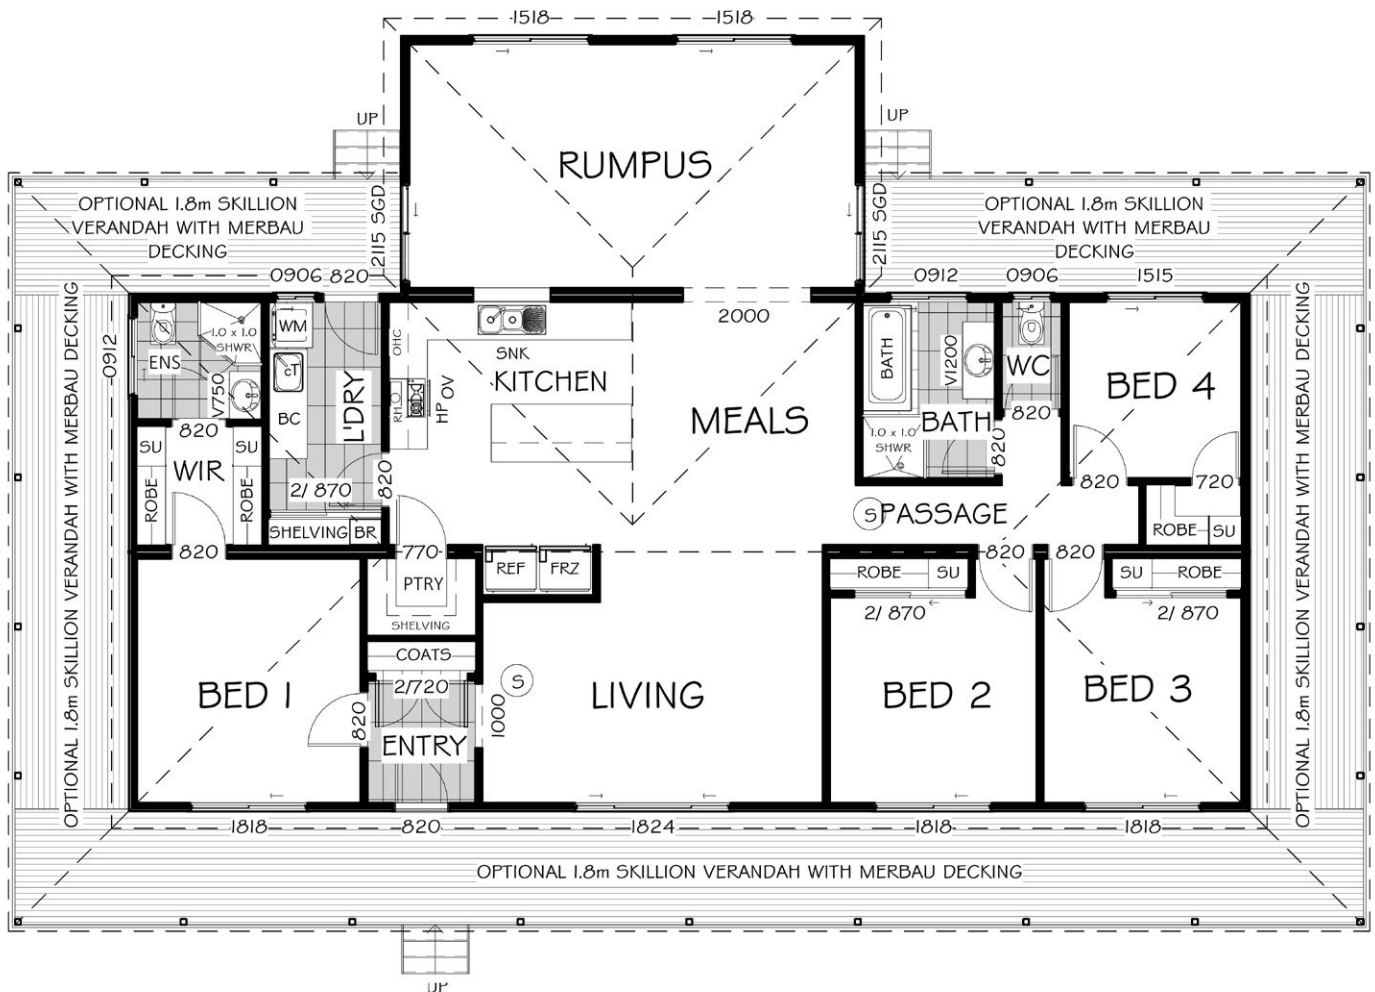 1518
1518
UP
UP
RUMPUS
OPTIONAL 1.8m SKILLION
VERANDAH WITH MERBAU
DECKING
2115 SGD
2115 SGD
OPTIONAL 1.8m SKILLION
VERANDAH WITH MERBAU
DECKING
0906
820
0912
0906
1515
2000
OPTIONAL 1.8m SKILLION VERANDAH WITH MERBAU DECKING
0912
ENS
1.0 x 1.0
SHWR
V750
WM
CT
BC
L'DRY
OHC
RHO
HP OV
SNK
KITCHEN
MEALS
BATH
V1200
BATH
1.0 x 1.0
SHWR
820
WC
820
BED 4
820
720
OPTIONAL 1.8m SKILLION VERANDAH WITH MERBAU DECKING
820
SU
SU
WIR
ROBE
ROBE
820
2/ 870
820
SHELVING
BR
S
PASSAGE
ROBE
SU
770
PTRY
SHELVING
REF
FRZ
820
820
ROBE
SU
2/ 870
SU
ROBE
2/ 870
COATS
2/720
BED 1
820
ENTRY
1000
S
LIVING
BED 2
BED 3
1818
820
1824
1818
1818
OPTIONAL 1.8m SKILLION VERANDAH WITH MERBAU DECKING
UP